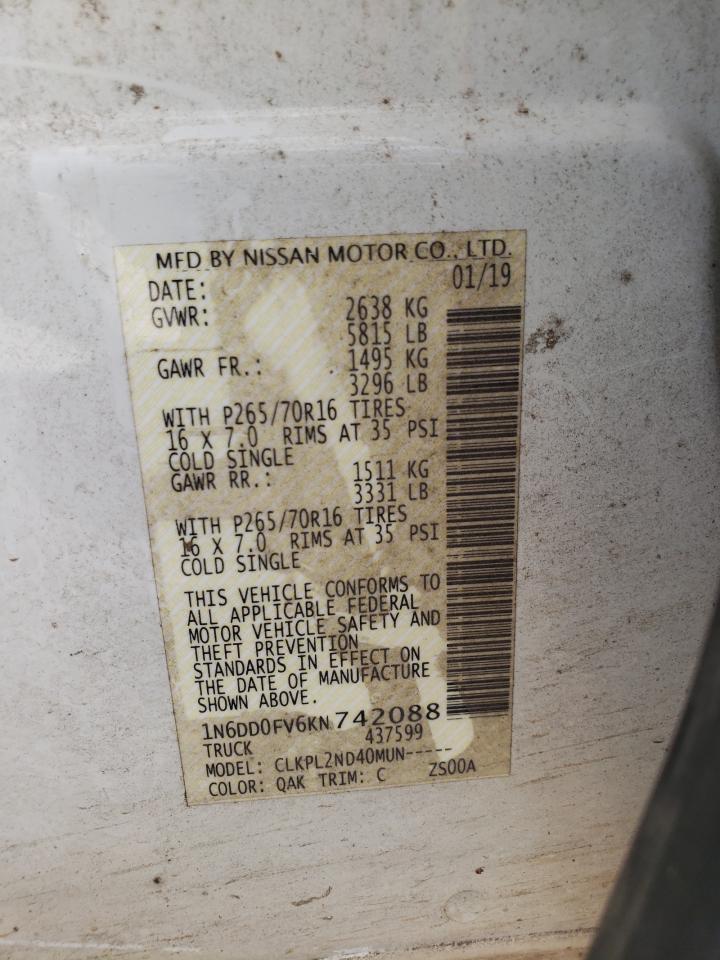 MFD BY NISSAN MOTOR CO., LTD.
DATE: 01/19
GVWR: 2638 KG
5815 LB
GAWR FR.: 1495 KG
3296 LB
WITH P265/70R16 TIRES
16 X 7.0 RIMS AT 35 PSI
COLD SINGLE
GAWR RR.: 1511 KG
3331 LB
WITH P265/70R16 TIRES
16 X 7.0 RIMS AT 35 PSI
COLD SINGLE
THIS VEHICLE CONFORMS TO
ALL APPLICABLE FEDERAL
MOTOR VEHICLE SAFETY AND
THEFT PREVENTION
STANDARDS IN EFFECT ON
THE DATE OF MANUFACTURE
SHOWN ABOVE.
1N6DD0FV6KN742088
TRUCK 437599
MODEL: CLKPL2ND40MUN-----
COLOR: QAK TRIM: C ZS00A